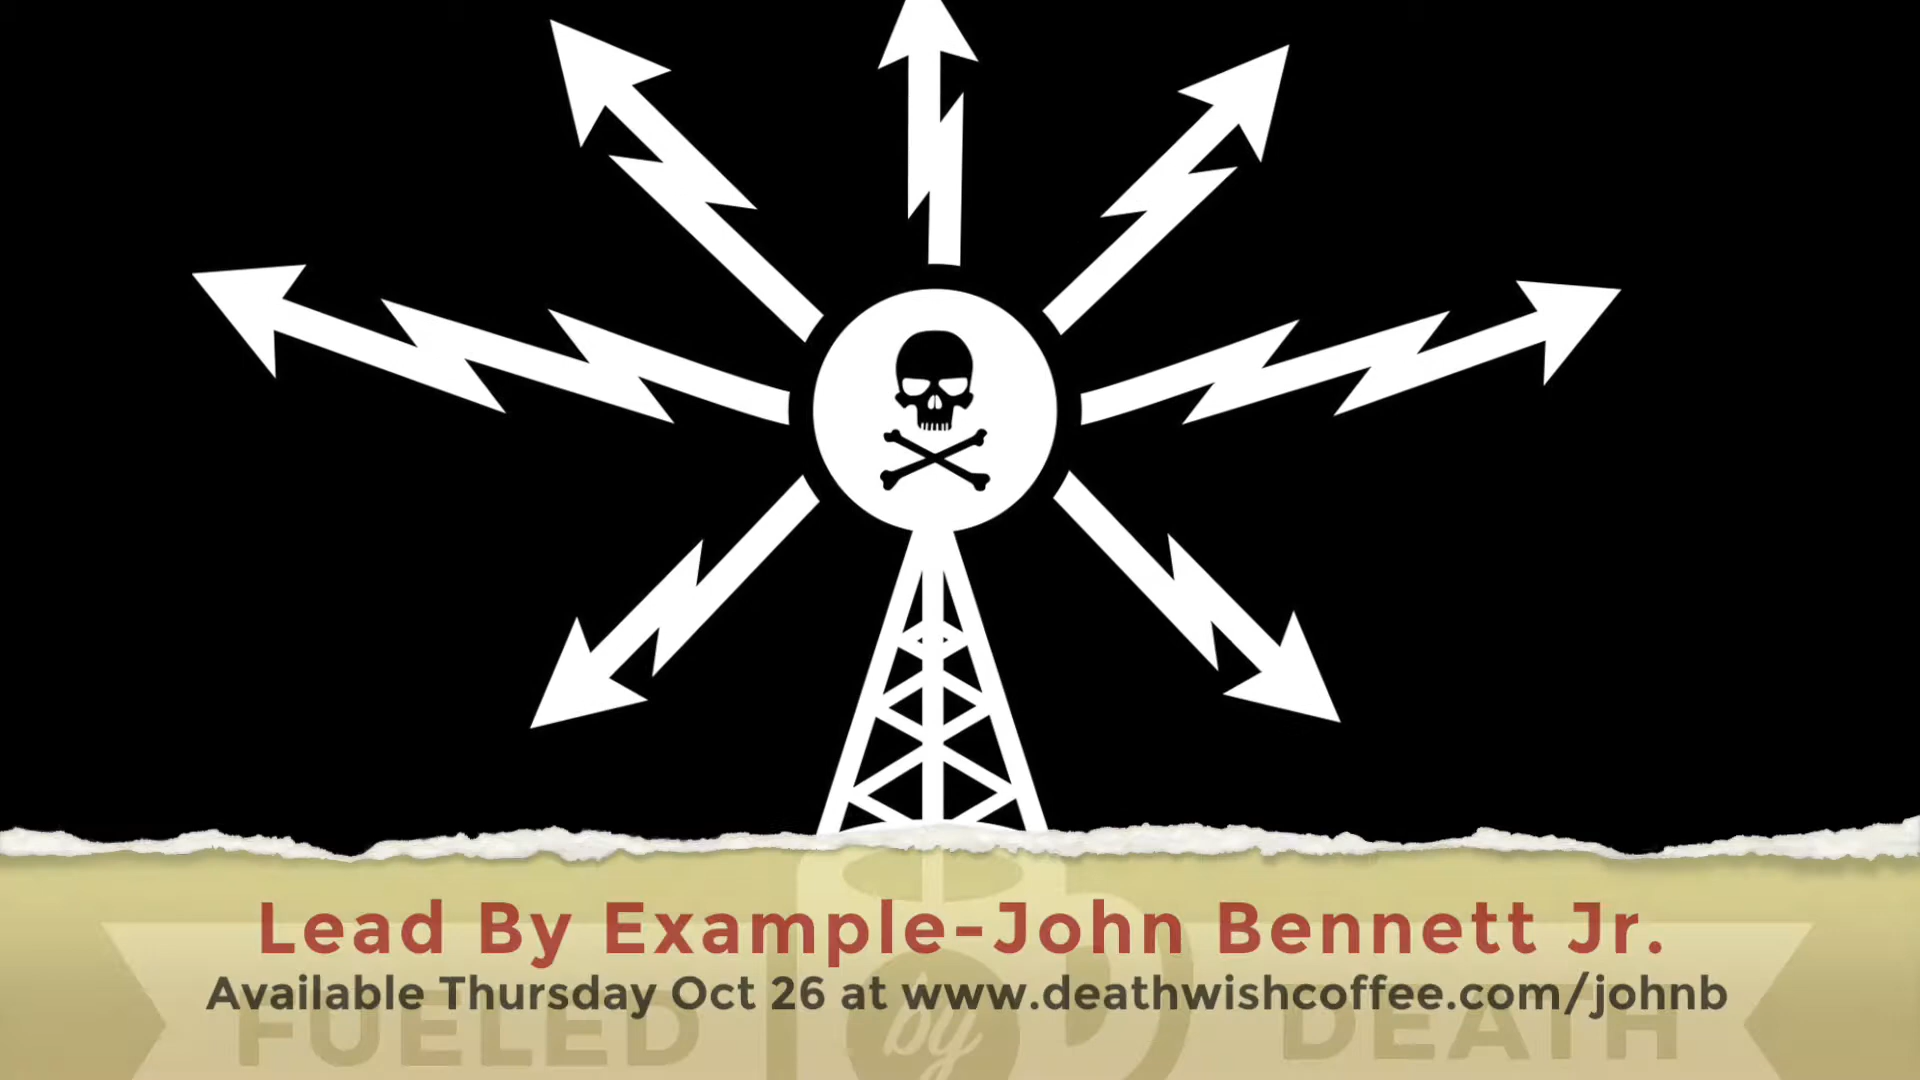 Lead By Example-John Bennett Jr.
Available Thursday Oct 26 at www.deathwishcoffee.com/johnb
FUELED by DEATH